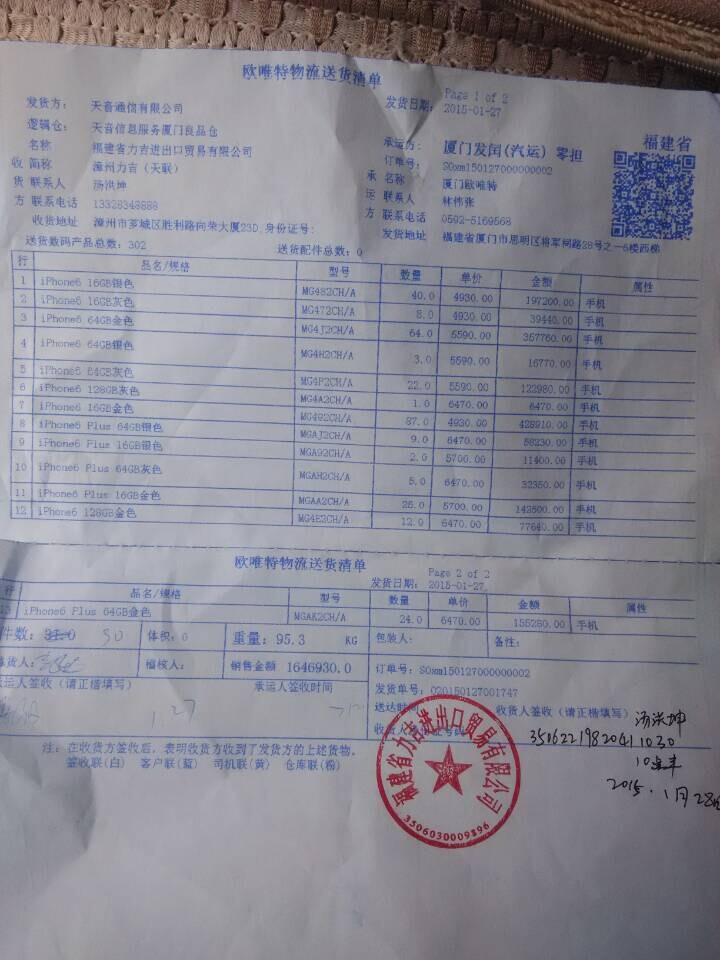 欧唯特物流送货清单
Page 1 of 2
发货方： 天音通信有限公司 发货日期： 2015-01-27
逻辑仓： 天音信息服务厦门良品仓 承运方： 厦门发闰(汽运) 零担 福建省
名称 福建省力吉进出口贸易有限公司 订单号： SOxm150127000000002
收 简称 漳州力吉（天联） 承 名称 厦门欧唯特
货 联系人 汤洪坤 运 联系人 林伟张
方 联系电话 13328348888 方 联系电话 0592-5169568
收货地址 漳州市芗城区胜利路向荣大厦23D,身份证号: 发货地址 福建省厦门市思明区将军祠路28号之一5楼西梯
送货数码产品总数：302 送货配件总数：0
行 品名/规格 型号 数量 单价 金额 属性
1 iPhone6 16GB银色 MG482CH/A 40.0 4930.00 197200.00 手机
2 iPhone6 16GB灰色 MG472CH/A 8.0 4930.00 39440.00 手机
3 iPhone6 64GB金色 MG4J2CH/A 64.0 5590.00 357760.00 手机
4 iPhone6 64GB银色 MG4H2CH/A 3.0 5590.00 16770.00 手机
5 iPhone6 64GB灰色 MG4F2CH/A 22.0 5590.00 122980.00 手机
6 iPhone6 128GB灰色 MG4A2CH/A 1.0 6470.00 6470.00 手机
7 iPhone6 16GB金色 MG492CH/A 87.0 4930.00 428910.00 手机
8 iPhone6 Plus 64GB银色 MGAJ2CH/A 9.0 6470.00 58230.00 手机
9 iPhone6 Plus 16GB银色 MGA92CH/A 2.0 5700.00 11400.00 手机
10 iPhone6 Plus 64GB灰色 MGAH2CH/A 5.0 6470.00 32350.00 手机
11 iPhone6 Plus 16GB金色 MGAA2CH/A 25.0 5700.00 142500.00 手机
12 iPhone6 128GB金色 MG4E2CH/A 12.0 6470.00 77640.00 手机
欧唯特物流送货清单
Page 2 of 2
发货日期： 2015-01-27
行 品名/规格 型号 数量 单价 金额 属性
13 iPhone6 Plus 64GB金色 MGAK2CH/A 24.0 6470.00 155280.00 手机
件数： 30 体积：0 重量：95.3 KG 包装人： 备注：
福核人： 销售金额 1646930.0 订单号：SOxm150127000000002
承运人签收（请正楷填写） 承运人签收时间 发货单号：020150127001747
1.27 送达时间 收货人签收（请正楷填写） 汤洪坤
350622198204111030
10点半
2015.1月28日
注：在收货方签收后，表明收货方收到了发货方的上述货物。
签收联(白) 客户联(蓝) 司机联(黄) 仓库联(粉)
福建省力吉进出口贸易有限公司
3506030009896